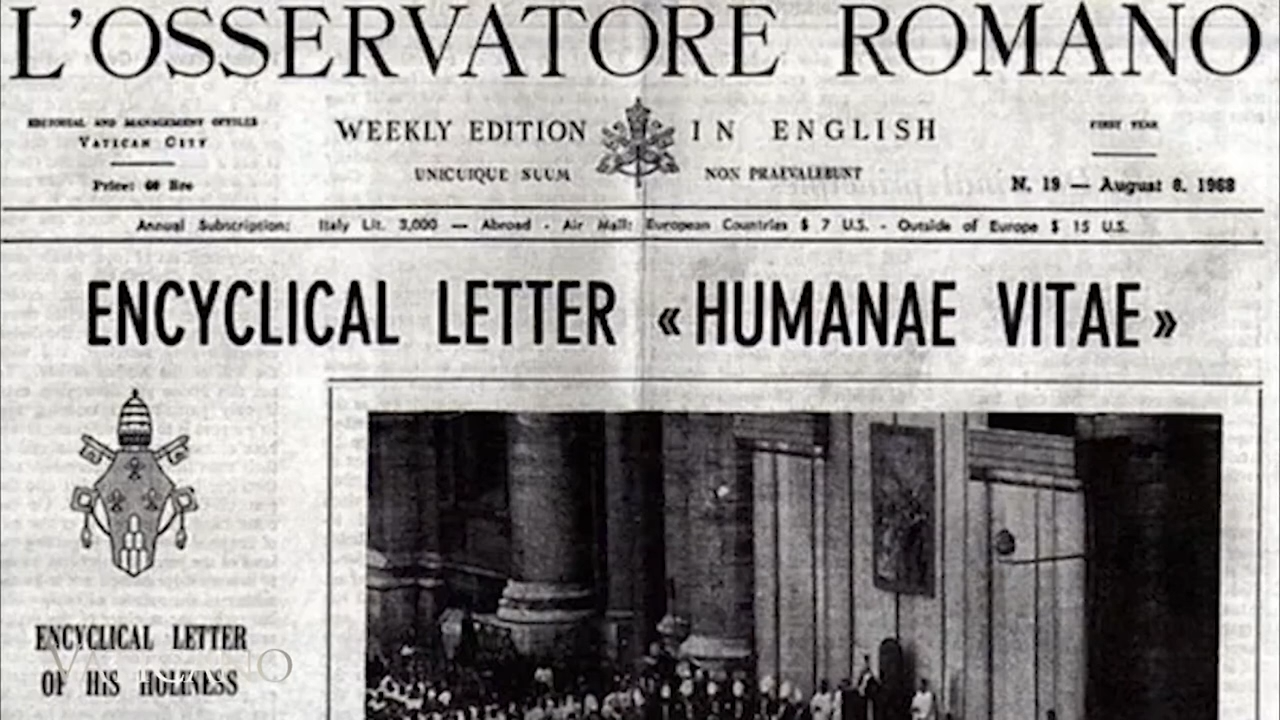 L'OSSERVATORE ROMANO
EDITORIAL AND MANAGEMENT OFFICES
VATICAN CITY
Price: 60 lire
WEEKLY EDITION IN ENGLISH
UNICUIQUE SUUM NON PRAEVALEBUNT
FIRST YEAR
N. 19 — August 8. 1968
Annual Subscription: Italy Lit. 3,000 — Abroad - Air Mail: European Countries $ 7 U.S. - Outside of Europe $ 15 U.S.
ENCYCLICAL LETTER «HUMANAE VITAE»
ENCYCLICAL LETTER
OF HIS HOLINESS